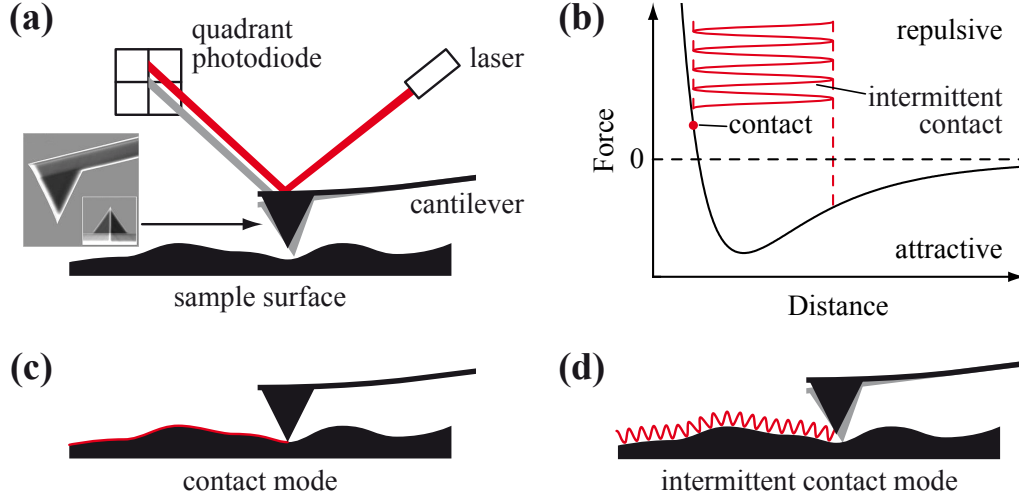 (a)
quadrant
photodiode
laser
cantilever
sample surface
(b)
repulsive
intermittent
contact
contact
0
Force
attractive
Distance
(c)
contact mode
(d)
intermittent contact mode